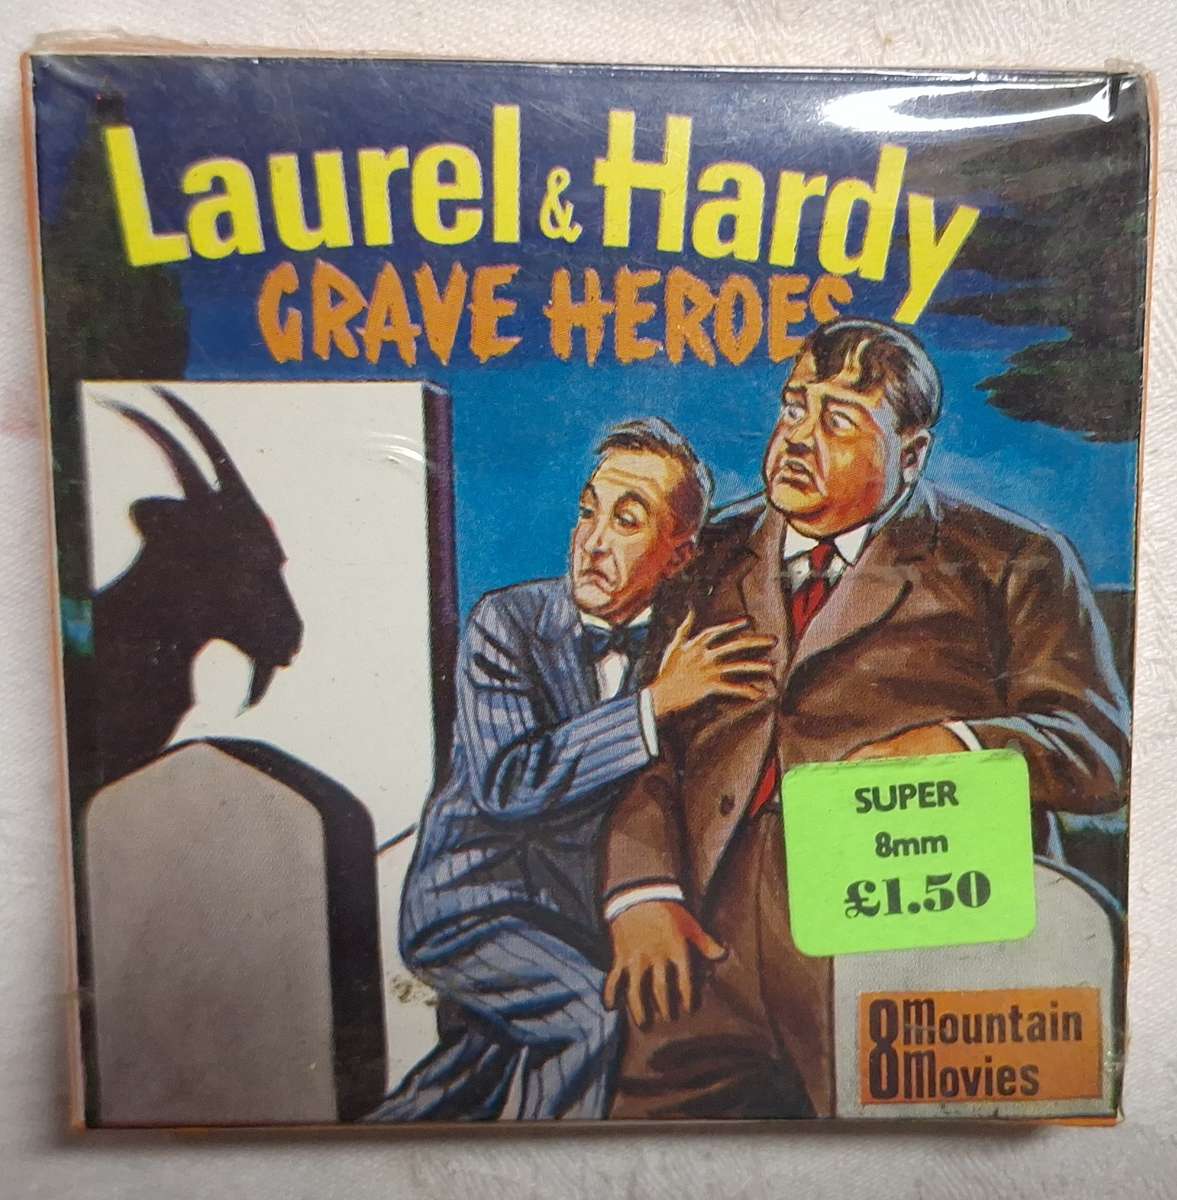 Laurel & Hardy
GRAVE HEROES
SUPER
8mm
£1.50
8 mountain
movies